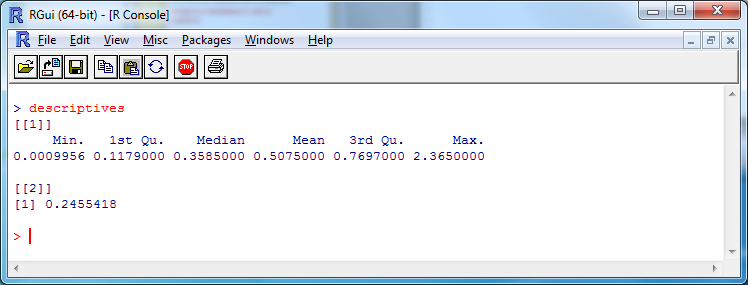 RGui (64-bit) - [R Console]
File Edit View Misc Packages Windows Help
STOP
> descriptives
[[1]]
Min. 1st Qu. Median Mean 3rd Qu. Max.
0.0009956 0.1179000 0.3585000 0.5075000 0.7697000 2.3650000
[[2]]
[1] 0.2455418
>